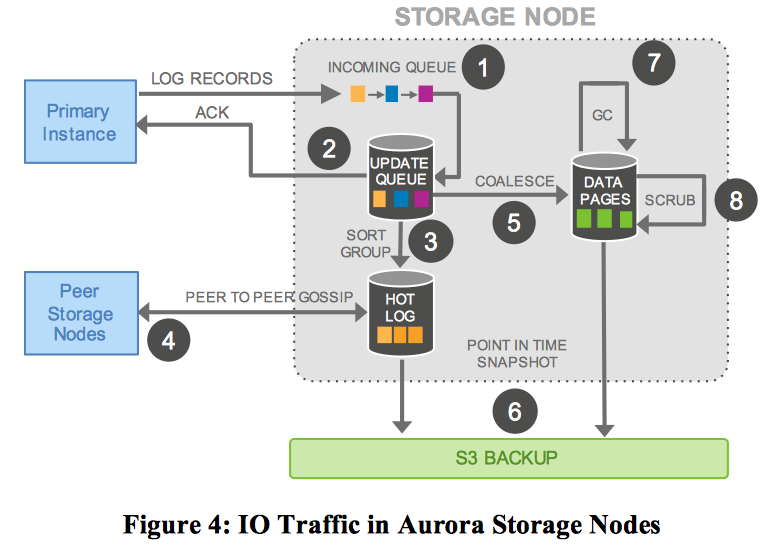 STORAGE NODE
LOG RECORDS
INCOMING QUEUE
1
7
Primary
Instance
ACK
GC
2
UPDATE
QUEUE
COALESCE
DATA
PAGES
SCRUB
8
5
SORT
GROUP
3
Peer
Storage
Nodes
PEER TO PEER GOSSIP
HOT
LOG
4
POINT IN TIME
SNAPSHOT
6
S3 BACKUP
Figure 4: IO Traffic in Aurora Storage Nodes